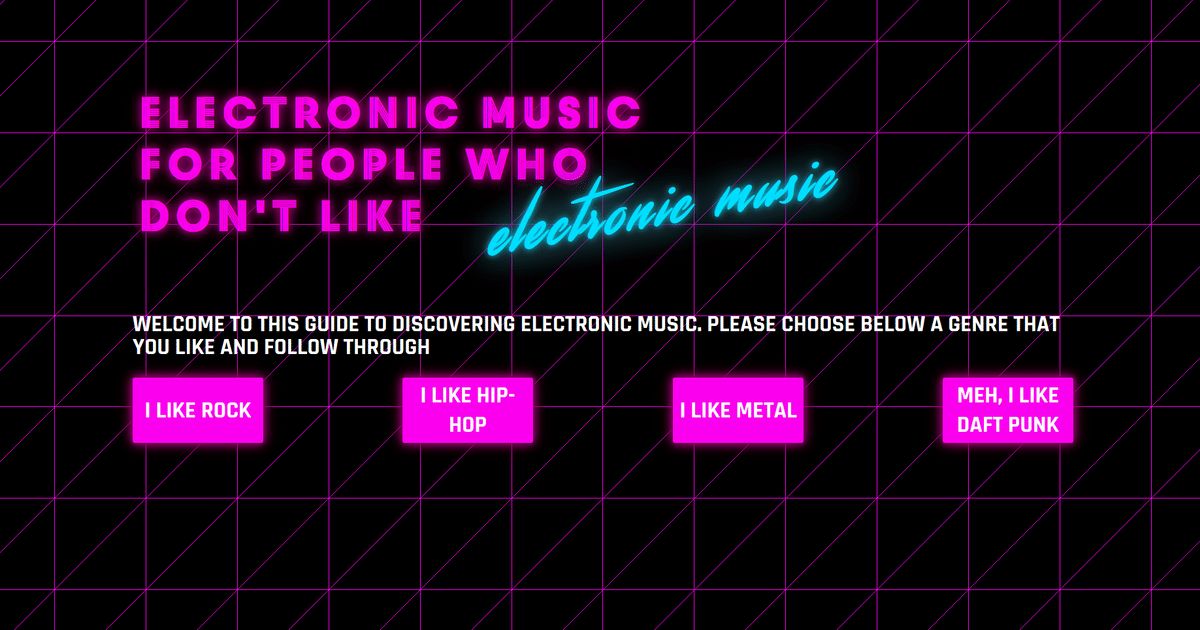 ELECTRONIC MUSIC
FOR PEOPLE WHO
DON'T LIKE
electronic music
WELCOME TO THIS GUIDE TO DISCOVERING ELECTRONIC MUSIC. PLEASE CHOOSE BELOW A GENRE THAT
YOU LIKE AND FOLLOW THROUGH
I LIKE ROCK
I LIKE HIP-
HOP
I LIKE METAL
MEH, I LIKE
DAFT PUNK